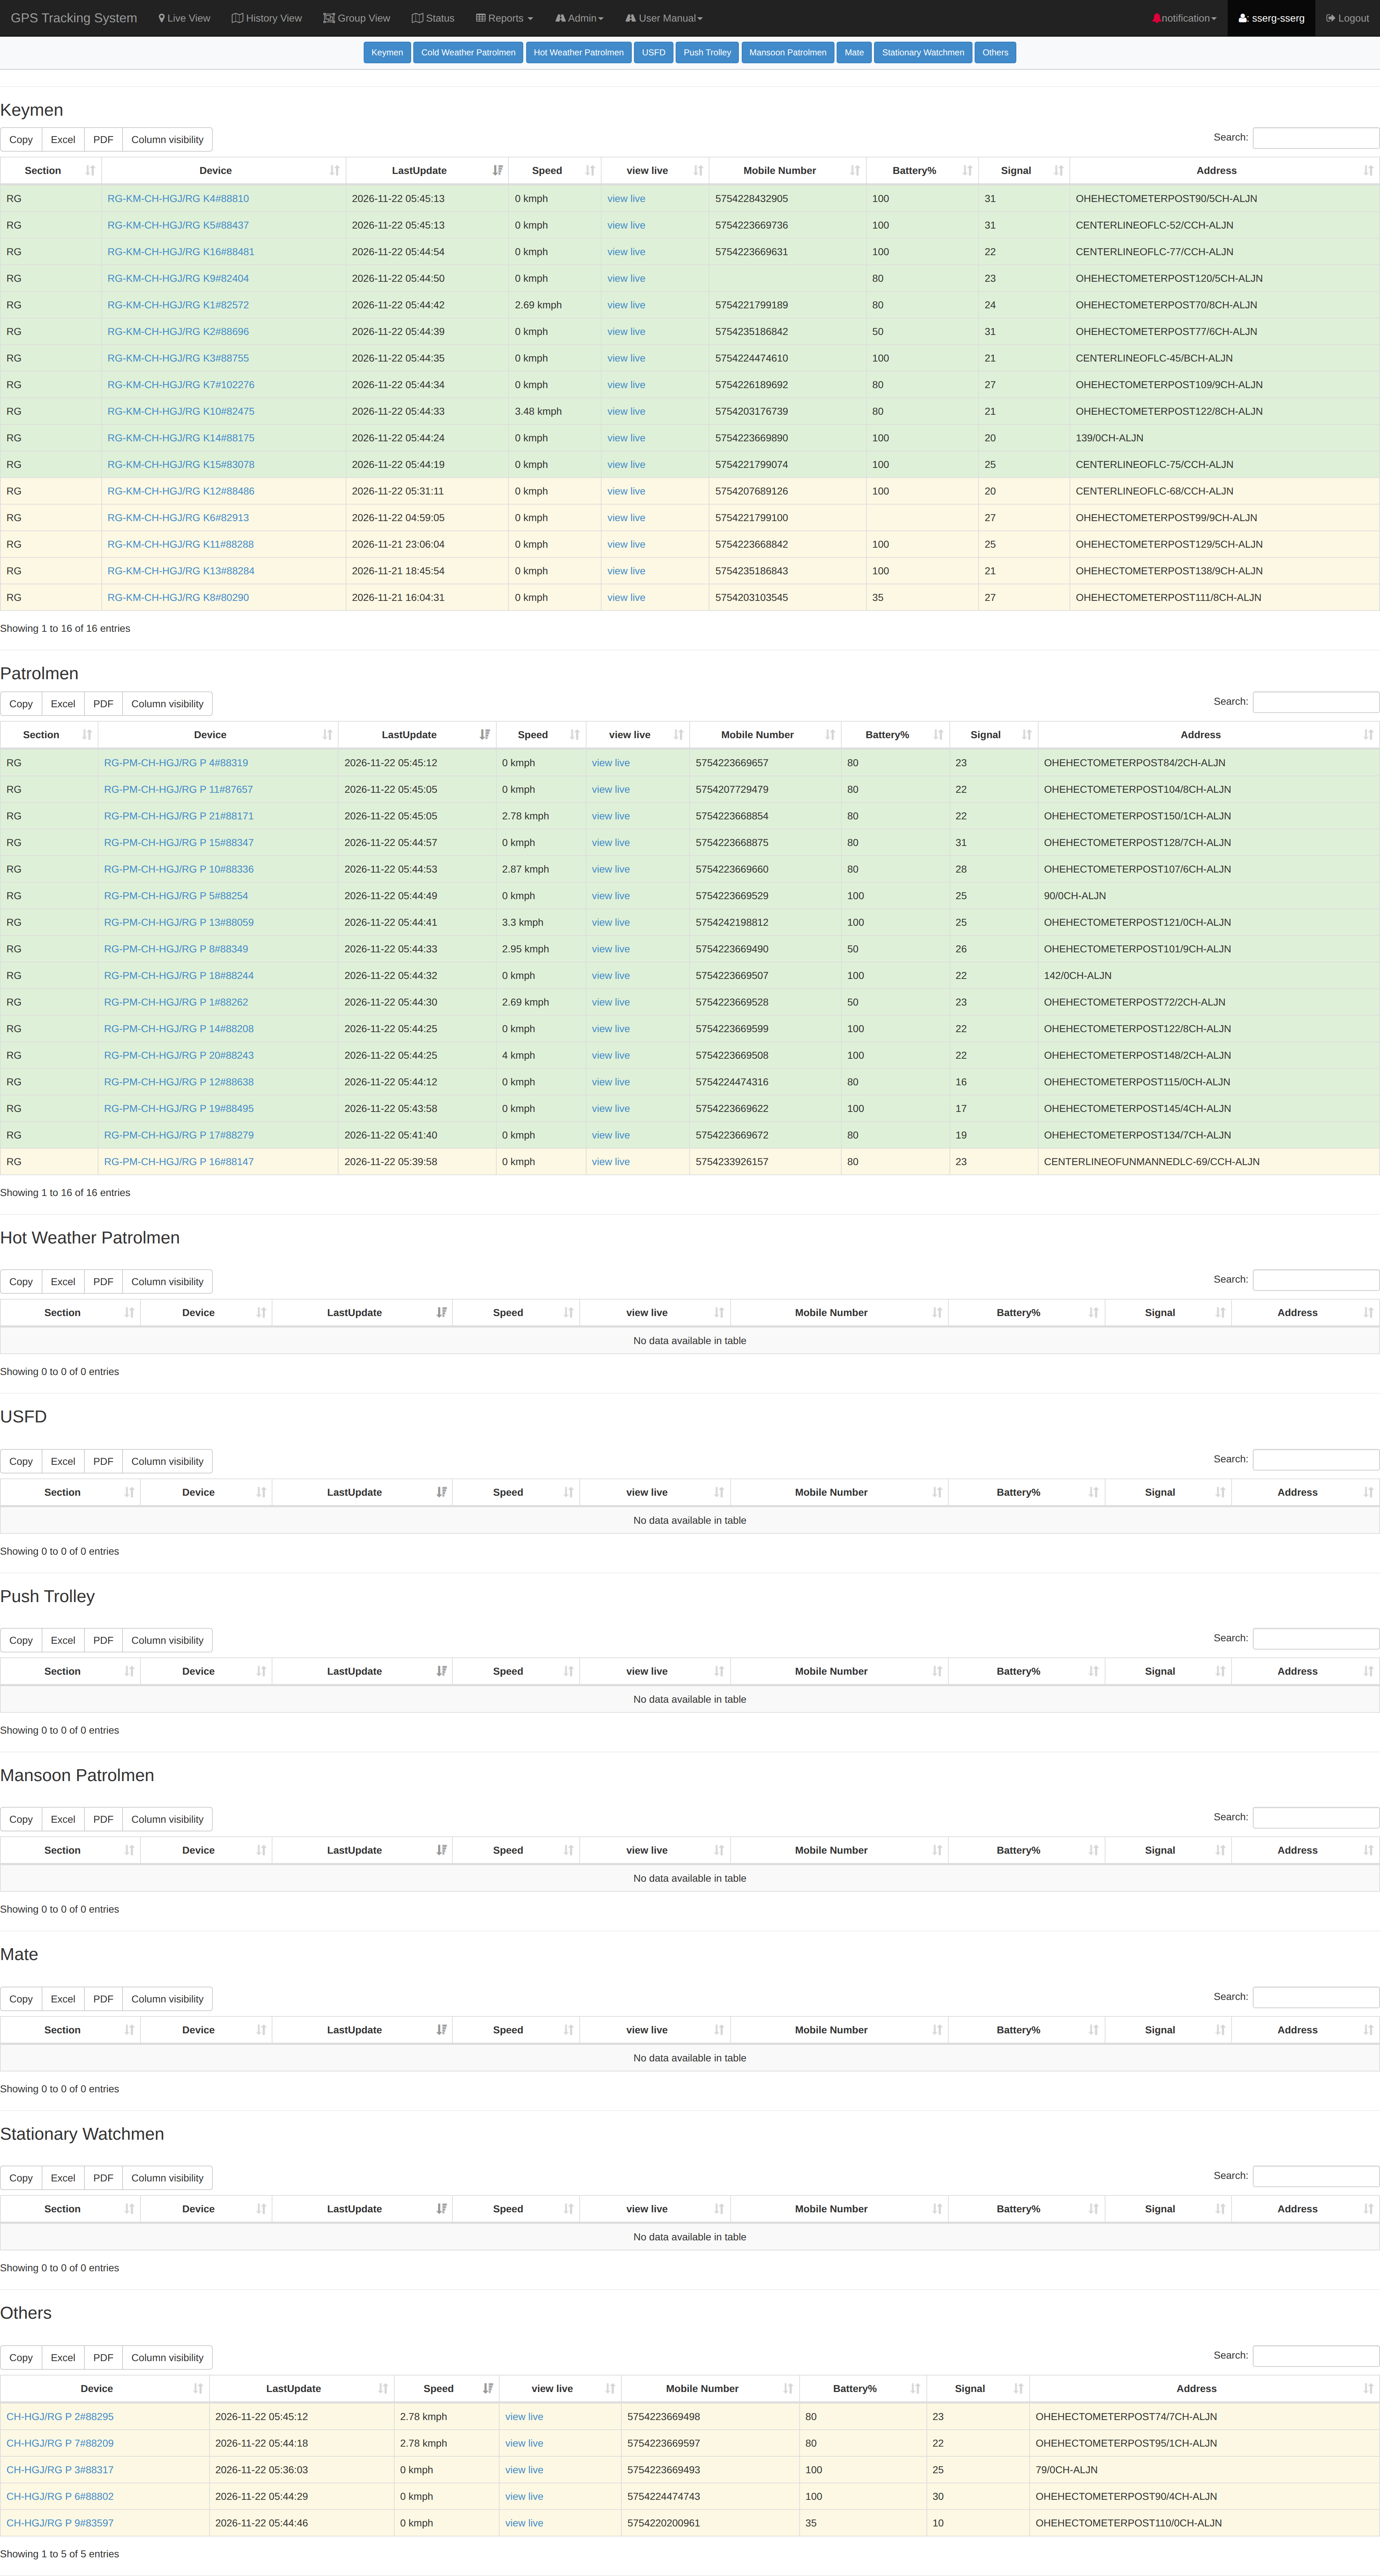 GPS Tracking System Live View History View Group View Status Reports Admin User Manual notification : sserg-sserg Logout
Keymen Cold Weather Patrolmen Hot Weather Patrolmen USFD Push Trolley Mansoon Patrolmen Mate Stationary Watchmen Others
Keymen
Copy Excel PDF Column visibility Search:
Section Device LastUpdate Speed view live Mobile Number Battery% Signal Address
RG RG-KM-CH-HGJ/RG K4#88810 2026-11-22 05:45:13 0 kmph view live 5754228432905 100 31 OHEHECTOMETERPOST90/5CH-ALJN
RG RG-KM-CH-HGJ/RG K5#88437 2026-11-22 05:45:13 0 kmph view live 5754223669736 100 31 CENTERLINEOFLC-52/CCH-ALJN
RG RG-KM-CH-HGJ/RG K16#88481 2026-11-22 05:44:54 0 kmph view live 5754223669631 100 22 CENTERLINEOFLC-77/CCH-ALJN
RG RG-KM-CH-HGJ/RG K9#82404 2026-11-22 05:44:50 0 kmph view live 80 23 OHEHECTOMETERPOST120/5CH-ALJN
RG RG-KM-CH-HGJ/RG K1#82572 2026-11-22 05:44:42 2.69 kmph view live 5754221799189 80 24 OHEHECTOMETERPOST70/8CH-ALJN
RG RG-KM-CH-HGJ/RG K2#88696 2026-11-22 05:44:39 0 kmph view live 5754235186842 50 31 OHEHECTOMETERPOST77/6CH-ALJN
RG RG-KM-CH-HGJ/RG K3#88755 2026-11-22 05:44:35 0 kmph view live 5754224474610 100 21 CENTERLINEOFLC-45/BCH-ALJN
RG RG-KM-CH-HGJ/RG K7#102276 2026-11-22 05:44:34 0 kmph view live 5754226189692 80 27 OHEHECTOMETERPOST109/9CH-ALJN
RG RG-KM-CH-HGJ/RG K10#82475 2026-11-22 05:44:33 3.48 kmph view live 5754203176739 80 21 OHEHECTOMETERPOST122/8CH-ALJN
RG RG-KM-CH-HGJ/RG K14#88175 2026-11-22 05:44:24 0 kmph view live 5754223669890 100 20 139/0CH-ALJN
RG RG-KM-CH-HGJ/RG K15#83078 2026-11-22 05:44:19 0 kmph view live 5754221799074 100 25 CENTERLINEOFLC-75/CCH-ALJN
RG RG-KM-CH-HGJ/RG K12#88486 2026-11-22 05:31:11 0 kmph view live 5754207689126 100 20 CENTERLINEOFLC-68/CCH-ALJN
RG RG-KM-CH-HGJ/RG K6#82913 2026-11-22 04:59:05 0 kmph view live 5754221799100 27 OHEHECTOMETERPOST99/9CH-ALJN
RG RG-KM-CH-HGJ/RG K11#88288 2026-11-21 23:06:04 0 kmph view live 5754223668842 100 25 OHEHECTOMETERPOST129/5CH-ALJN
RG RG-KM-CH-HGJ/RG K13#88284 2026-11-21 18:45:54 0 kmph view live 5754235186843 100 21 OHEHECTOMETERPOST138/9CH-ALJN
RG RG-KM-CH-HGJ/RG K8#80290 2026-11-21 16:04:31 0 kmph view live 5754203103545 35 27 OHEHECTOMETERPOST111/8CH-ALJN
Showing 1 to 16 of 16 entries
Patrolmen
Copy Excel PDF Column visibility Search:
Section Device LastUpdate Speed view live Mobile Number Battery% Signal Address
RG RG-PM-CH-HGJ/RG P 4#88319 2026-11-22 05:45:12 0 kmph view live 5754223669657 80 23 OHEHECTOMETERPOST84/2CH-ALJN
RG RG-PM-CH-HGJ/RG P 11#87657 2026-11-22 05:45:05 0 kmph view live 5754207729479 80 22 OHEHECTOMETERPOST104/8CH-ALJN
RG RG-PM-CH-HGJ/RG P 21#88171 2026-11-22 05:45:05 2.78 kmph view live 5754223668854 80 22 OHEHECTOMETERPOST150/1CH-ALJN
RG RG-PM-CH-HGJ/RG P 15#88347 2026-11-22 05:44:57 0 kmph view live 5754223668875 80 31 OHEHECTOMETERPOST128/7CH-ALJN
RG RG-PM-CH-HGJ/RG P 10#88336 2026-11-22 05:44:53 2.87 kmph view live 5754223669660 80 28 OHEHECTOMETERPOST107/6CH-ALJN
RG RG-PM-CH-HGJ/RG P 5#88254 2026-11-22 05:44:49 0 kmph view live 5754223669529 100 25 90/0CH-ALJN
RG RG-PM-CH-HGJ/RG P 13#88059 2026-11-22 05:44:41 3.3 kmph view live 5754242198812 100 25 OHEHECTOMETERPOST121/0CH-ALJN
RG RG-PM-CH-HGJ/RG P 8#88349 2026-11-22 05:44:33 2.95 kmph view live 5754223669490 50 26 OHEHECTOMETERPOST101/9CH-ALJN
RG RG-PM-CH-HGJ/RG P 18#88244 2026-11-22 05:44:32 0 kmph view live 5754223669507 100 22 142/0CH-ALJN
RG RG-PM-CH-HGJ/RG P 1#88262 2026-11-22 05:44:30 2.69 kmph view live 5754223669528 50 23 OHEHECTOMETERPOST72/2CH-ALJN
RG RG-PM-CH-HGJ/RG P 14#88208 2026-11-22 05:44:25 0 kmph view live 5754223669599 100 22 OHEHECTOMETERPOST122/8CH-ALJN
RG RG-PM-CH-HGJ/RG P 20#88243 2026-11-22 05:44:25 4 kmph view live 5754223669508 100 22 OHEHECTOMETERPOST148/2CH-ALJN
RG RG-PM-CH-HGJ/RG P 12#88638 2026-11-22 05:44:12 0 kmph view live 5754224474316 80 16 OHEHECTOMETERPOST115/0CH-ALJN
RG RG-PM-CH-HGJ/RG P 19#88495 2026-11-22 05:43:58 0 kmph view live 5754223669622 100 17 OHEHECTOMETERPOST145/4CH-ALJN
RG RG-PM-CH-HGJ/RG P 17#88279 2026-11-22 05:41:40 0 kmph view live 5754223669672 80 19 OHEHECTOMETERPOST134/7CH-ALJN
RG RG-PM-CH-HGJ/RG P 16#88147 2026-11-22 05:39:58 0 kmph view live 5754233926157 80 23 CENTERLINEOFUNMANNEDLC-69/CCH-ALJN
Showing 1 to 16 of 16 entries
Hot Weather Patrolmen
Copy Excel PDF Column visibility Search:
Section Device LastUpdate Speed view live Mobile Number Battery% Signal Address
No data available in table
Showing 0 to 0 of 0 entries
USFD
Copy Excel PDF Column visibility Search:
Section Device LastUpdate Speed view live Mobile Number Battery% Signal Address
No data available in table
Showing 0 to 0 of 0 entries
Push Trolley
Copy Excel PDF Column visibility Search:
Section Device LastUpdate Speed view live Mobile Number Battery% Signal Address
No data available in table
Showing 0 to 0 of 0 entries
Mansoon Patrolmen
Copy Excel PDF Column visibility Search:
Section Device LastUpdate Speed view live Mobile Number Battery% Signal Address
No data available in table
Showing 0 to 0 of 0 entries
Mate
Copy Excel PDF Column visibility Search:
Section Device LastUpdate Speed view live Mobile Number Battery% Signal Address
No data available in table
Showing 0 to 0 of 0 entries
Stationary Watchmen
Copy Excel PDF Column visibility Search:
Section Device LastUpdate Speed view live Mobile Number Battery% Signal Address
No data available in table
Showing 0 to 0 of 0 entries
Others
Copy Excel PDF Column visibility Search:
Device LastUpdate Speed view live Mobile Number Battery% Signal Address
CH-HGJ/RG P 2#88295 2026-11-22 05:45:12 2.78 kmph view live 5754223669498 80 23 OHEHECTOMETERPOST74/7CH-ALJN
CH-HGJ/RG P 7#88209 2026-11-22 05:44:18 2.78 kmph view live 5754223669597 80 22 OHEHECTOMETERPOST95/1CH-ALJN
CH-HGJ/RG P 3#88317 2026-11-22 05:36:03 0 kmph view live 5754223669493 100 25 79/0CH-ALJN
CH-HGJ/RG P 6#88802 2026-11-22 05:44:29 0 kmph view live 5754224474743 100 30 OHEHECTOMETERPOST90/4CH-ALJN
CH-HGJ/RG P 9#83597 2026-11-22 05:44:46 0 kmph view live 5754220200961 35 10 OHEHECTOMETERPOST110/0CH-ALJN
Showing 1 to 5 of 5 entries